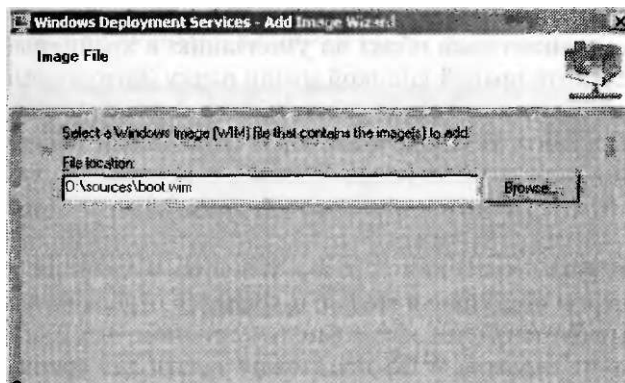 Windows Deployment Services - Add Image Wizard
Image File
Select a Windows Image (WIM) file that contains the image(s) to add.
File location:
D:\sources\boot.wim
Browse...